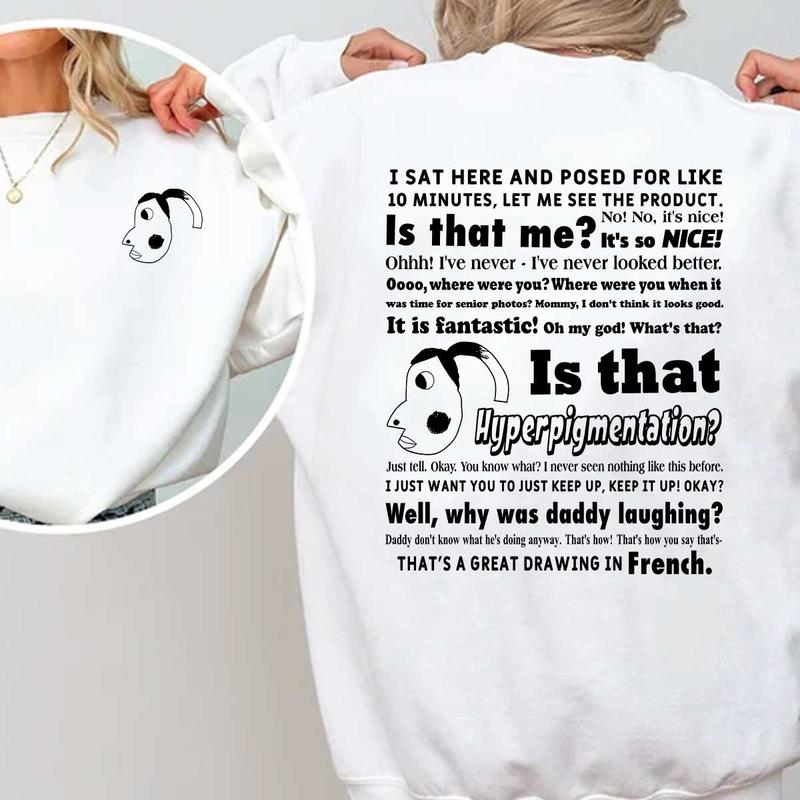 I SAT HERE AND POSED FOR LIKE
10 MINUTES, LET ME SEE THE PRODUCT.
Is that me? No! No, it's nice!
It's so NICE!
Ohhh! I've never - I've never looked better.
Oooo, where were you? Where were you when it
was time for senior photos? Mommy, I don't think it looks good.
It is fantastic! Oh my god! What's that?
Is that
Hyperpigmentation?
Just tell. Okay. You know what? I never seen nothing like this before.
I JUST WANT YOU TO JUST KEEP UP, KEEP IT UP! OKAY?
Well, why was daddy laughing?
Daddy don't know what he's doing anyway. That's how! That's how you say that's-
THAT'S A GREAT DRAWING IN French.